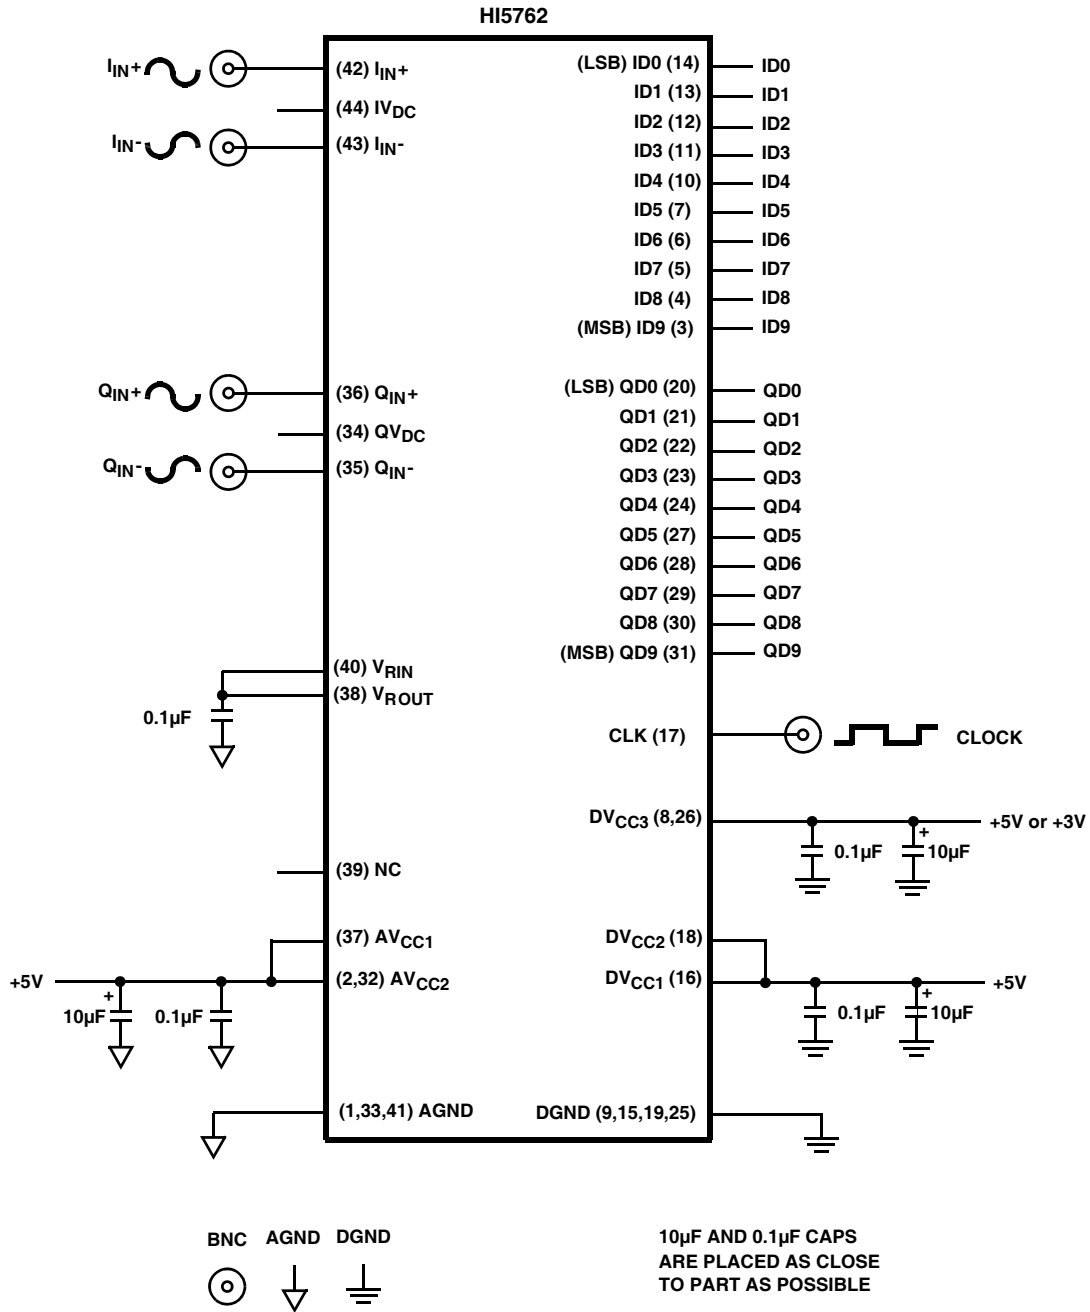 HI5762
IIN+
(42) IIN+
(44) IVDC
IIN-
(43) IIN-
(LSB) ID0 (14)
ID0
ID1 (13)
ID1
ID2 (12)
ID2
ID3 (11)
ID3
ID4 (10)
ID4
ID5 (7)
ID5
ID6 (6)
ID6
ID7 (5)
ID7
ID8 (4)
ID8
(MSB) ID9 (3)
ID9
QIN+
(36) QIN+
(34) QVDC
QIN-
(35) QIN-
(LSB) QD0 (20)
QD0
QD1 (21)
QD1
QD2 (22)
QD2
QD3 (23)
QD3
QD4 (24)
QD4
QD5 (27)
QD5
QD6 (28)
QD6
QD7 (29)
QD7
QD8 (30)
QD8
(MSB) QD9 (31)
QD9
(40) VRIN
(38) VROUT
0.1µF
CLK (17)
CLOCK
DVCC3 (8,26)
+5V or +3V
0.1µF
+
10µF
(39) NC
(37) AVCC1
+5V
(2,32) AVCC2
+
10µF
0.1µF
DVCC2 (18)
DVCC1 (16)
+5V
0.1µF
+
10µF
(1,33,41) AGND
DGND (9,15,19,25)
BNC
AGND
DGND
10µF AND 0.1µF CAPS
ARE PLACED AS CLOSE
TO PART AS POSSIBLE